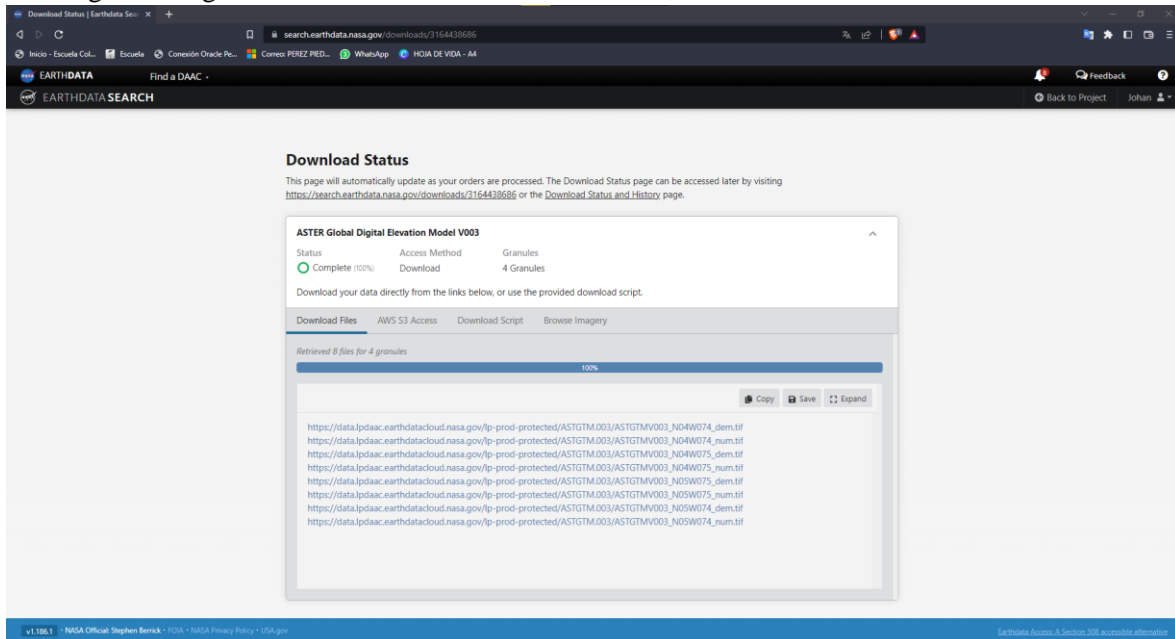 Download Status | Earthdata Sea
search.earthdata.nasa.gov/downloads/3164438686
Inicio - Escuela Col... Escuela Conexión Oracle Pe... Correo: PEREZ PIED... WhatsApp HOJA DE VIDA - A4
EARTHDATA Find a DAAC Feedback
EARTHDATA SEARCH Back to Project Johan
Download Status
This page will automatically update as your orders are processed. The Download Status page can be accessed later by visiting
https://search.earthdata.nasa.gov/downloads/3164438686 or the Download Status and History page.
ASTER Global Digital Elevation Model V003
Status Access Method Granules
Complete (100%) Download 4 Granules
Download your data directly from the links below, or use the provided download script.
Download Files AWS S3 Access Download Script Browse Imagery
Retrieved 8 files for 4 granules
100%
Copy Save Expand
https://data.lpdaac.earthdatacloud.nasa.gov/lp-prod-protected/ASTGTM.003/ASTGTMV003_N04W074_dem.tif
https://data.lpdaac.earthdatacloud.nasa.gov/lp-prod-protected/ASTGTM.003/ASTGTMV003_N04W074_num.tif
https://data.lpdaac.earthdatacloud.nasa.gov/lp-prod-protected/ASTGTM.003/ASTGTMV003_N04W075_dem.tif
https://data.lpdaac.earthdatacloud.nasa.gov/lp-prod-protected/ASTGTM.003/ASTGTMV003_N04W075_num.tif
https://data.lpdaac.earthdatacloud.nasa.gov/lp-prod-protected/ASTGTM.003/ASTGTMV003_N05W075_dem.tif
https://data.lpdaac.earthdatacloud.nasa.gov/lp-prod-protected/ASTGTM.003/ASTGTMV003_N05W075_num.tif
https://data.lpdaac.earthdatacloud.nasa.gov/lp-prod-protected/ASTGTM.003/ASTGTMV003_N05W074_dem.tif
https://data.lpdaac.earthdatacloud.nasa.gov/lp-prod-protected/ASTGTM.003/ASTGTMV003_N05W074_num.tif
v1.186.1 · NASA Official: Stephen Berrick · FOIA · NASA Privacy Policy · USA.gov Earthdata Access: A Section 508 accessible alternative